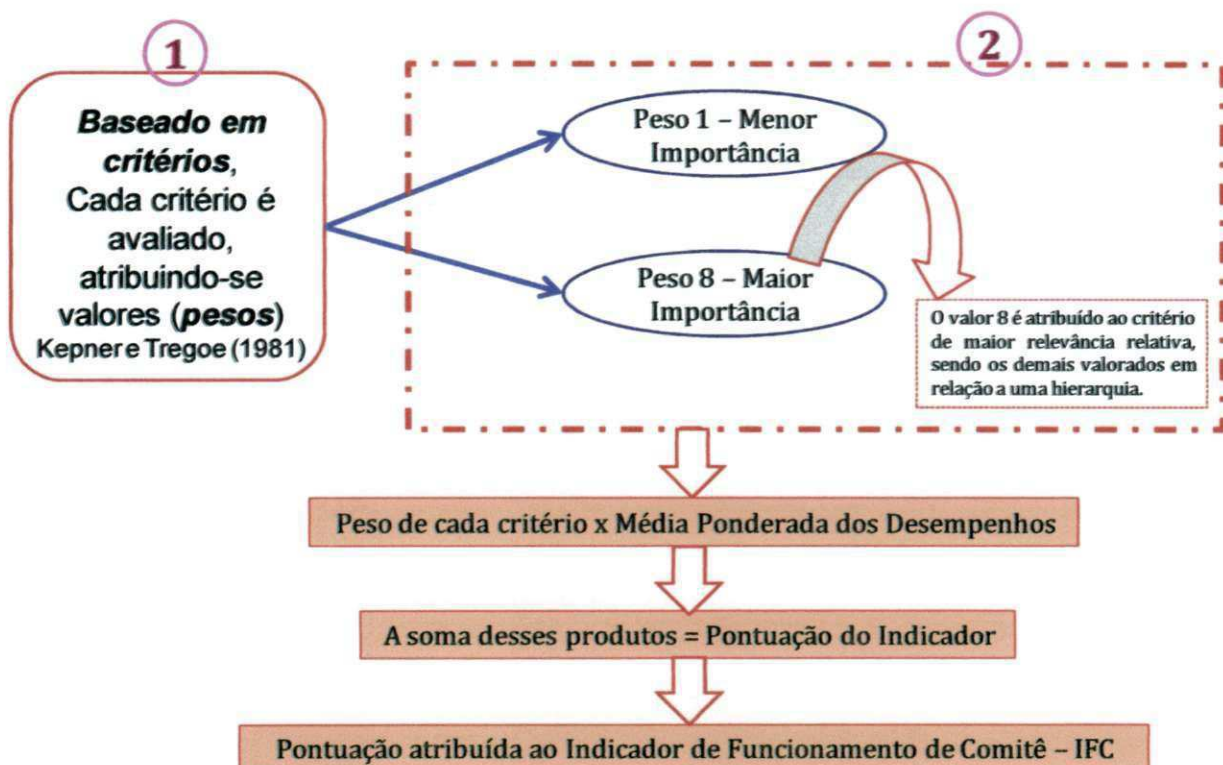 1
Baseado em
critérios,
Cada critério é
avaliado,
atribuindo-se
valores (pesos)
Kepner e Tregoe (1981)
2
Peso 1 – Menor
Importância
Peso 8 – Maior
Importância
O valor 8 é atribuído ao critério
de maior relevância relativa,
sendo os demais valorados em
relação a uma hierarquia.
Peso de cada critério x Média Ponderada dos Desempenhos
A soma desses produtos = Pontuação do Indicador
Pontuação atribuída ao Indicador de Funcionamento de Comitê – IFC